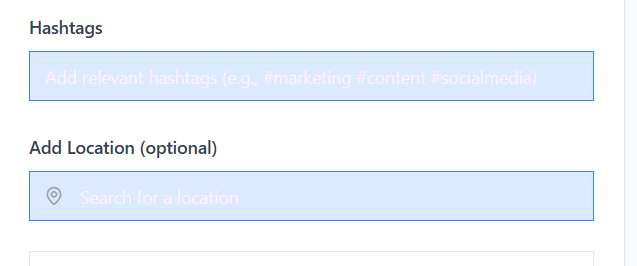 Hashtags
Add relevant hashtags (e.g., #marketing #content #socialmedia)
Add Location (optional)
Search for a location